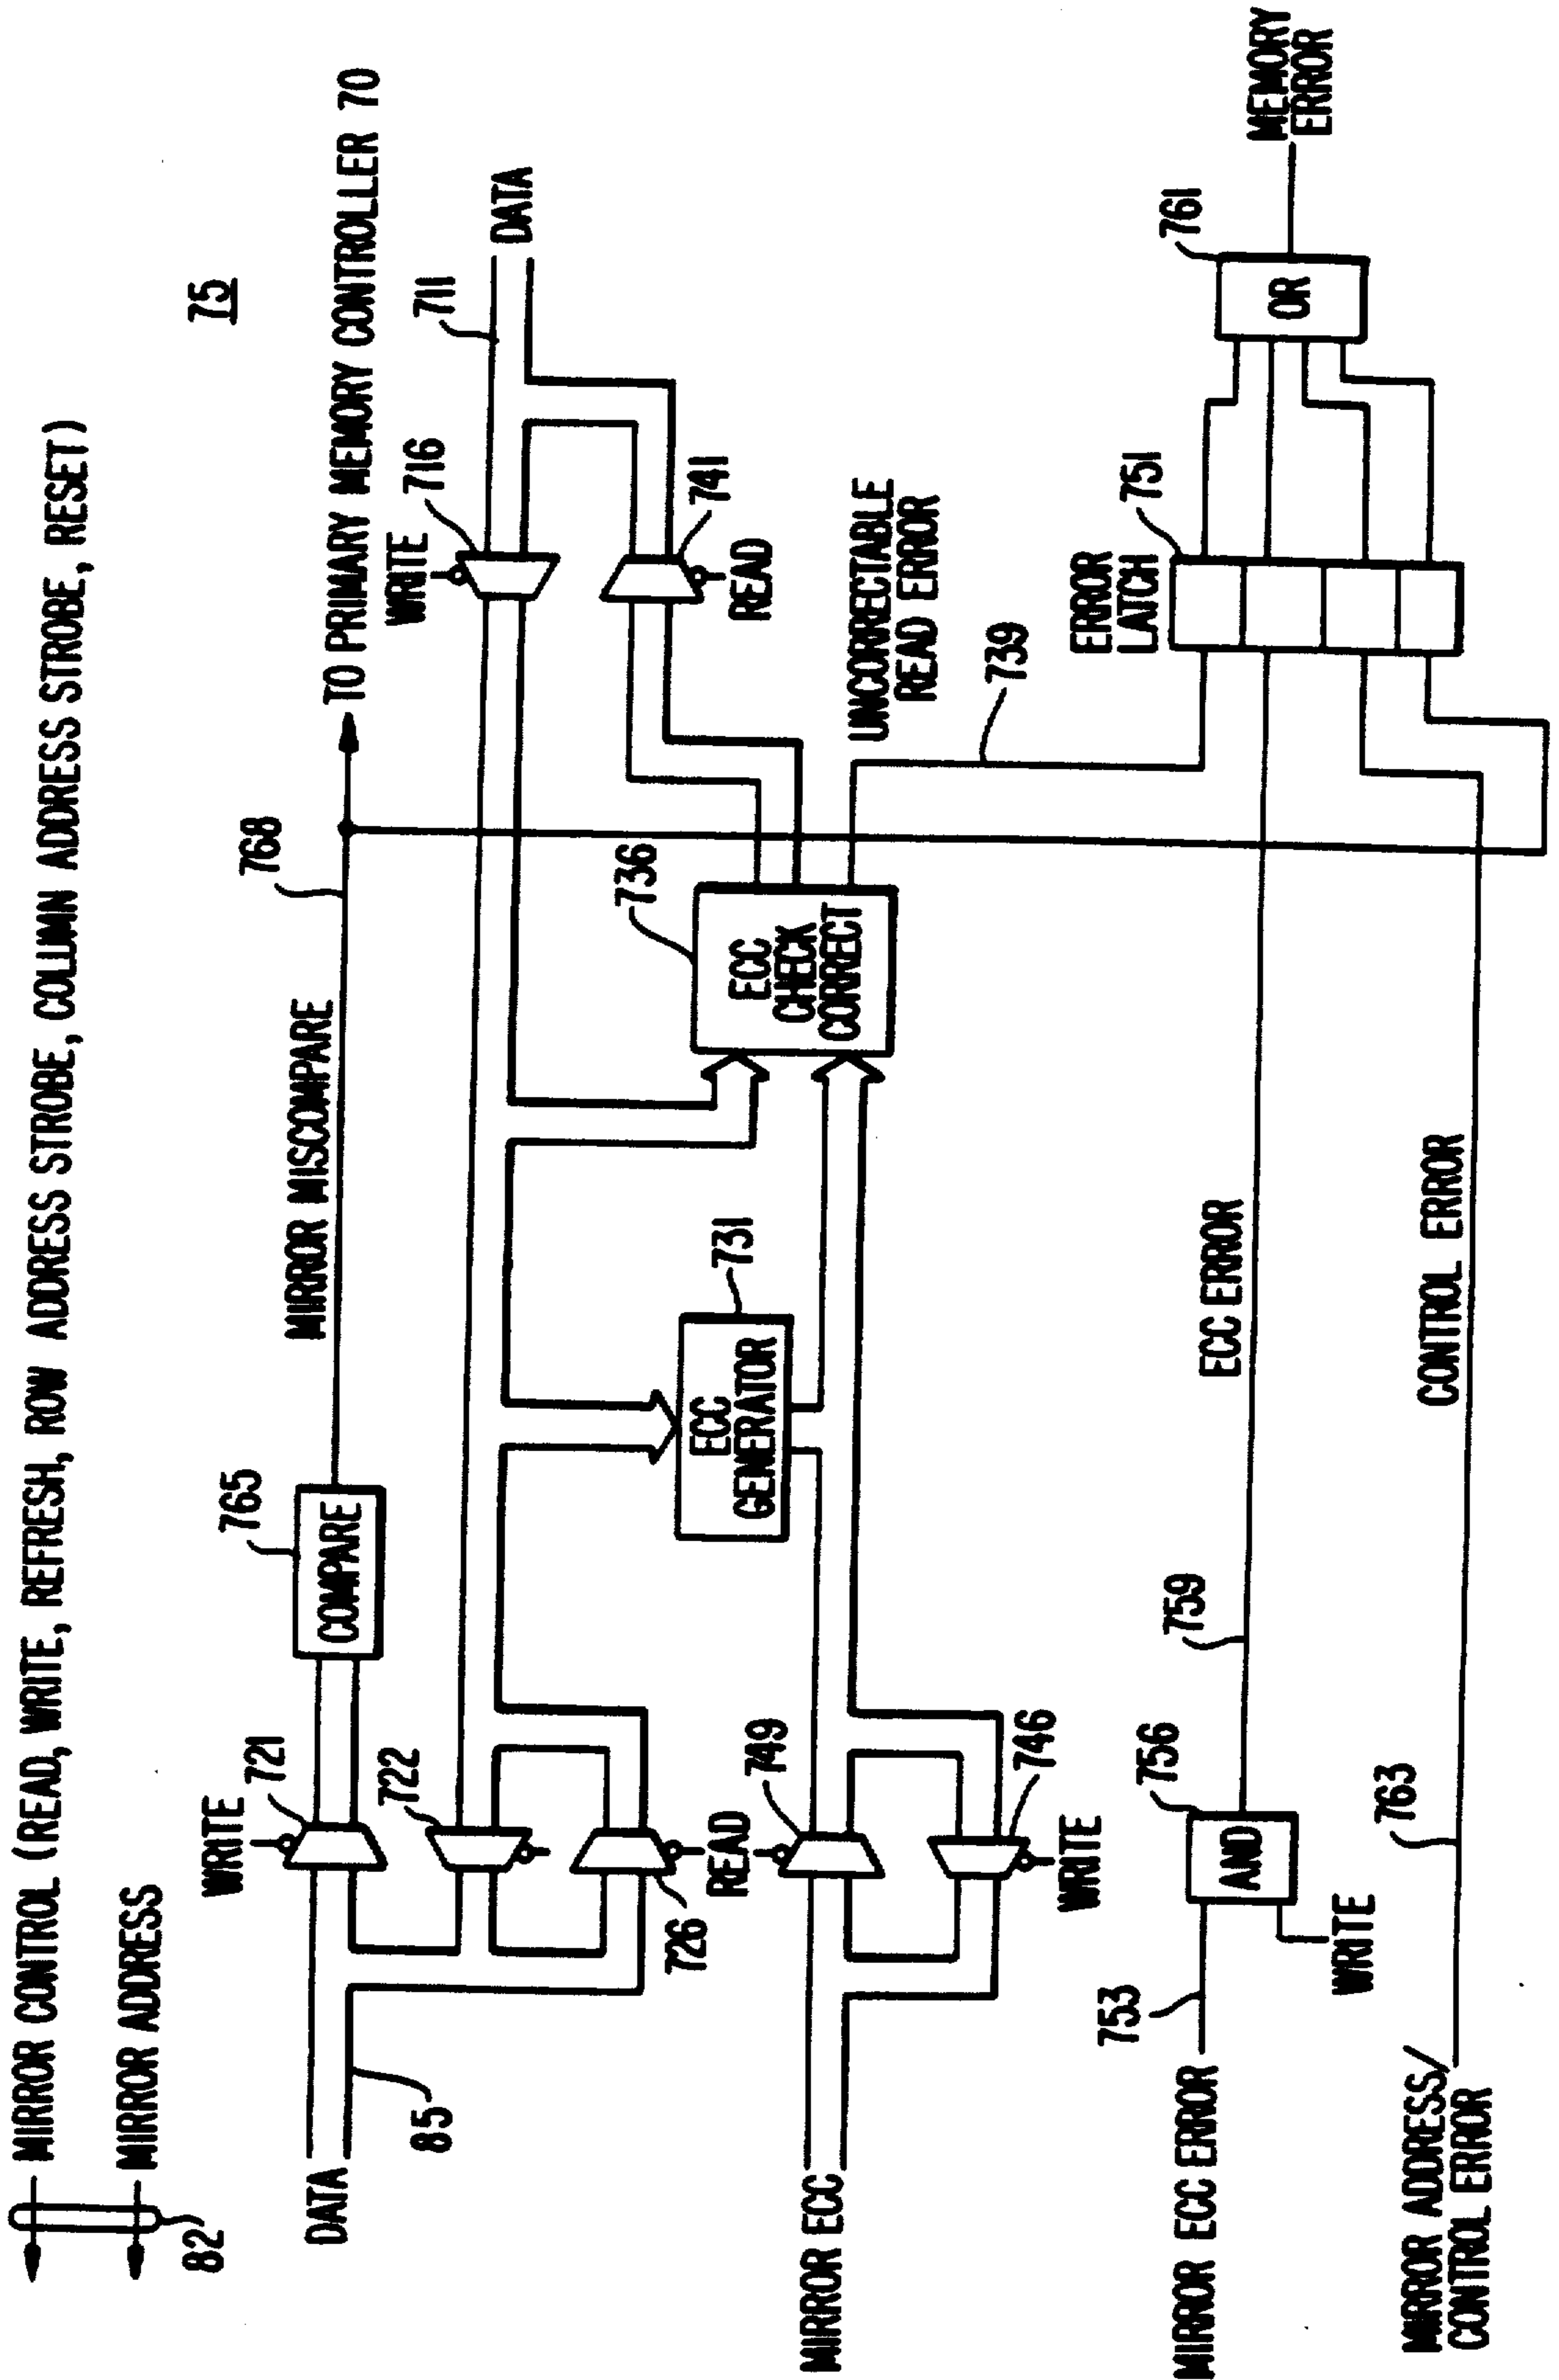 MIRROR CONTROL (READ, WRITE, REFRESH, ROW ADDRESS STROBE, COLUMN ADDRESS STROBE, RESET)
MIRROR ADDRESS
82
75
TO PRIMARY MEMORY CONTROLLER 70
768
MIRROR MISCOMPARE
765
COMPARE
WRITE
721
DATA
85
722
726
READ
WRITE
716
711
DATA
741
READ
736
ECC
CHECK
CORRECT
731
ECC
GENERATOR
749
746
WRITE
MIRROR ECC
UNCORRECTABLE
READ ERROR
739
ERROR
LATCH
751
761
OR
MEMORY
ERROR
MIRROR ECC ERROR
753
756
AND
WRITE
759
ECC ERROR
MIRROR ADDRESS/
CONTROL ERROR
763
CONTROL ERROR